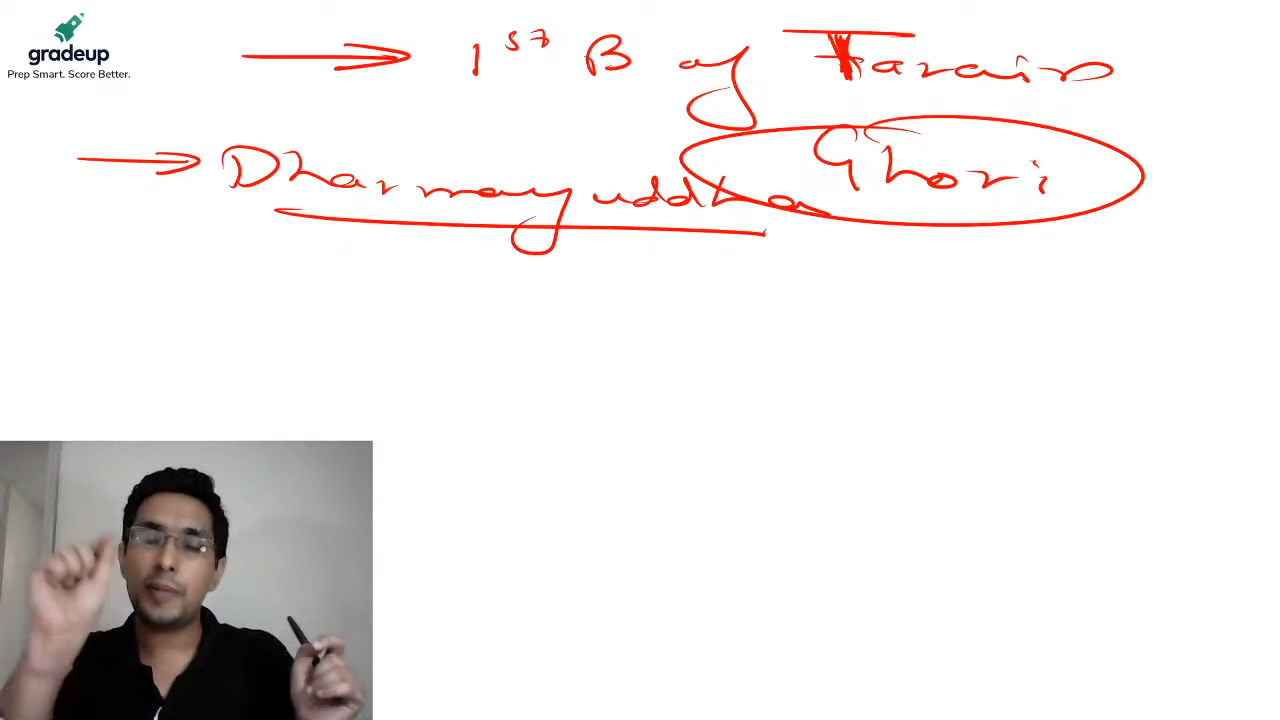 gradeup
Prep Smart. Score Better.
1st B of Tarain
Dharmayuddha Ghori